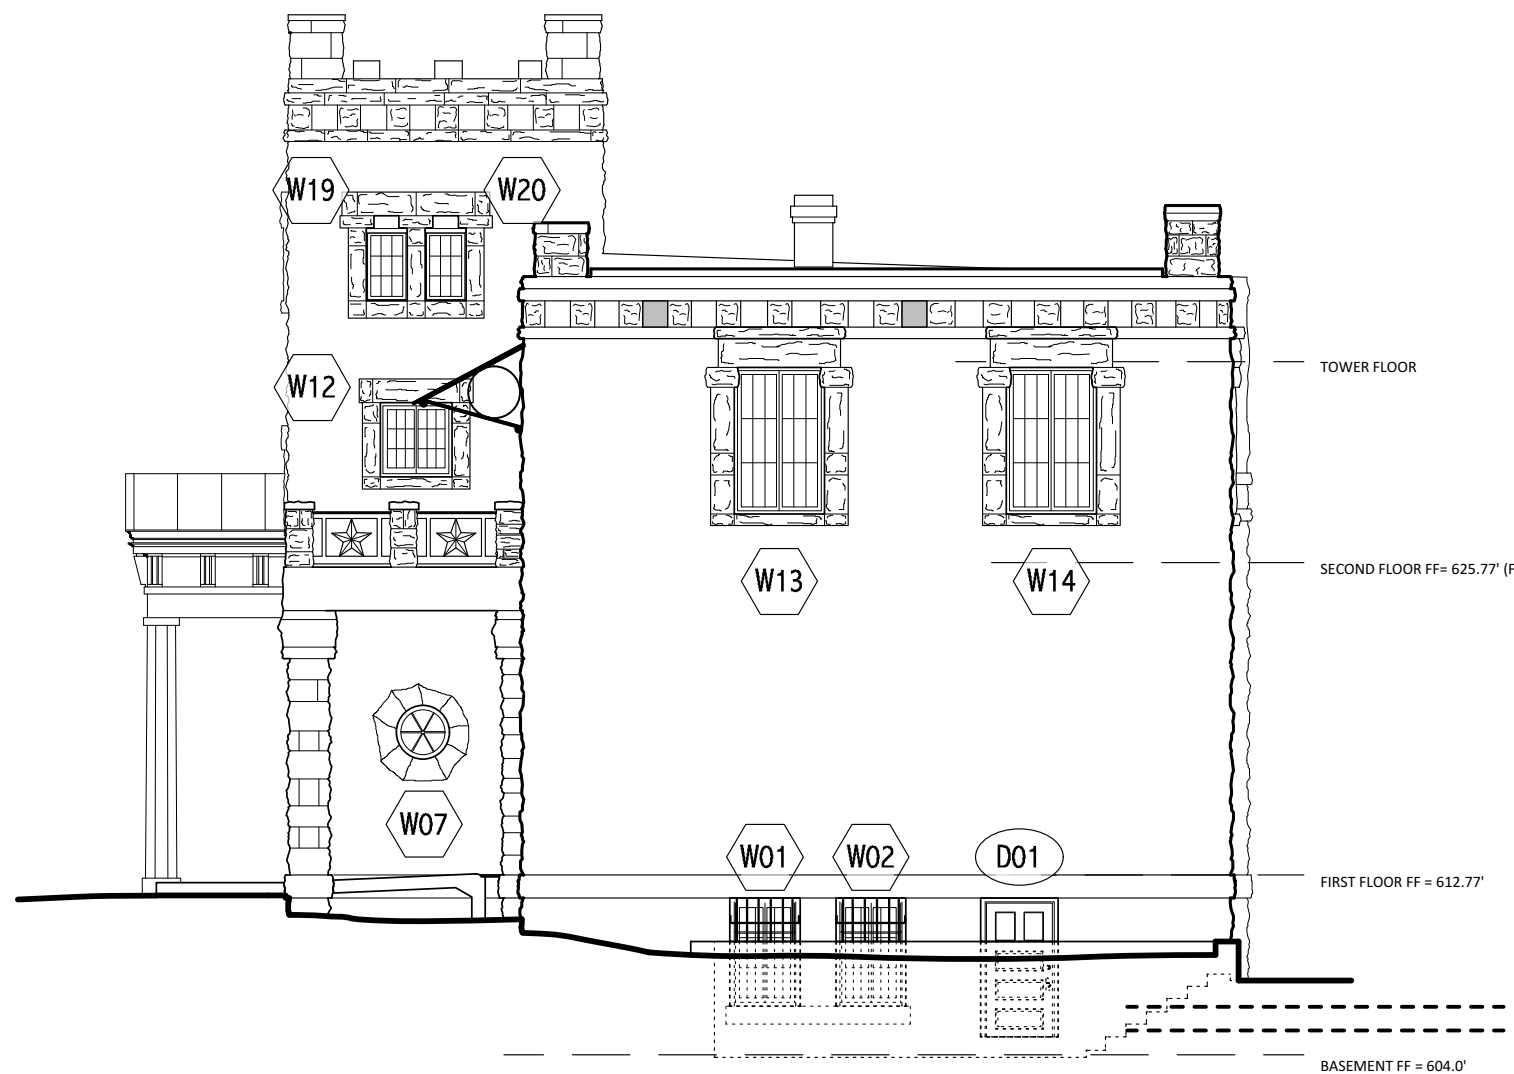 W19
W20
W12
TOWER FLOOR
W13
W14
SECOND FLOOR FF= 625.77' (F
W07
W01
W02
D01
FIRST FLOOR FF = 612.77'
BASEMENT FF = 604.0'